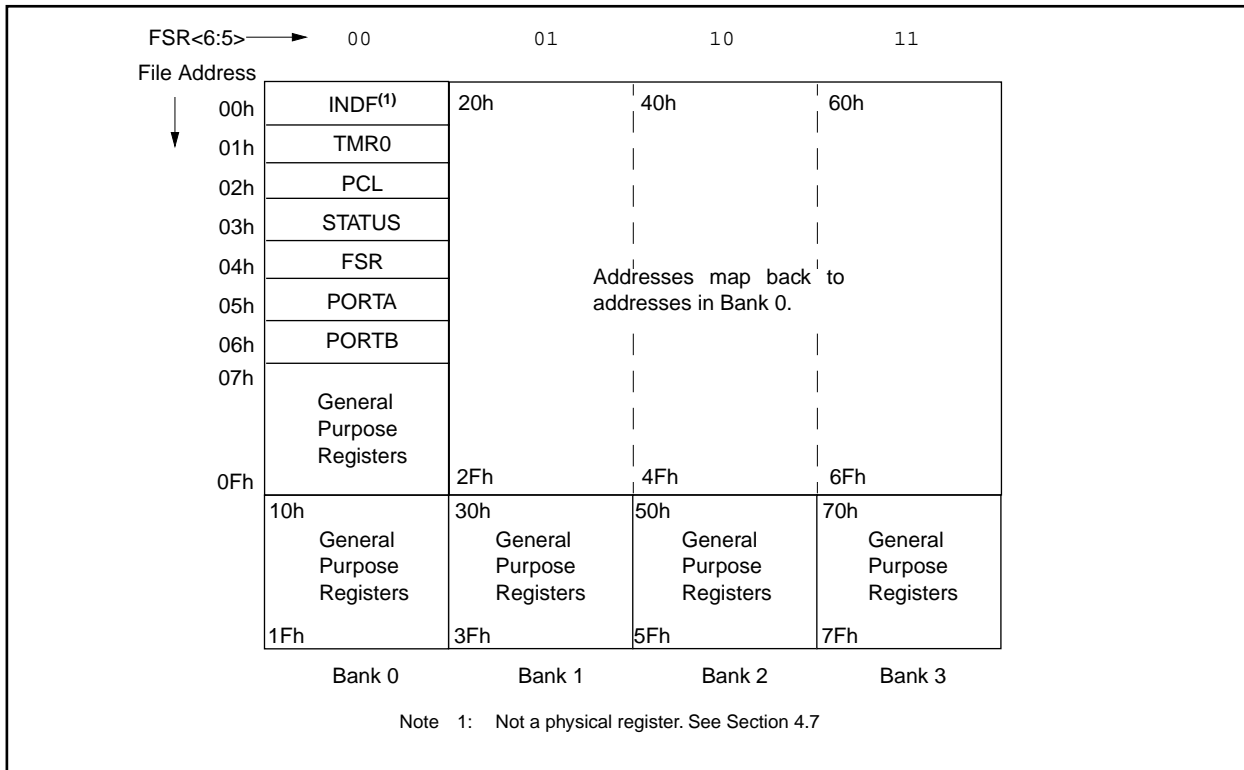 FSR<6:5> 00 01 10 11
File Address
00h INDF(1) 20h 40h 60h
01h TMR0
02h PCL
03h STATUS
04h FSR
Addresses map back to
05h PORTA
addresses in Bank 0.
06h PORTB
07h
General
Purpose
Registers
0Fh 2Fh 4Fh 6Fh
10h 30h 50h 70h
General General General General
Purpose Purpose Purpose Purpose
Registers Registers Registers Registers
1Fh 3Fh 5Fh 7Fh
Bank 0 Bank 1 Bank 2 Bank 3
Note 1: Not a physical register. See Section 4.7